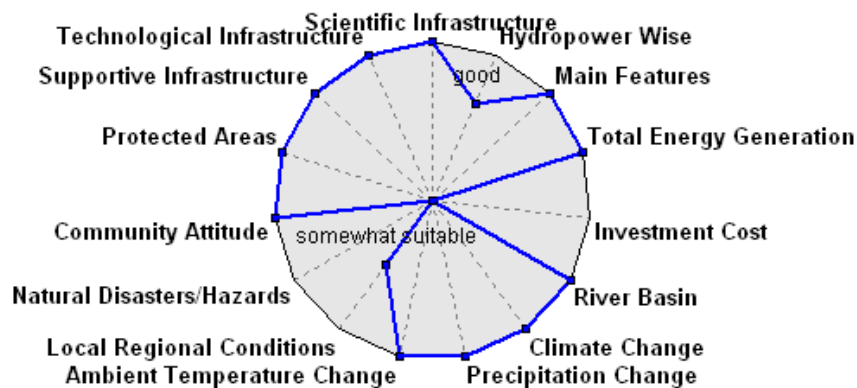 Scientific Infrastructure
Technological Infrastructure
Hydropower Wise
Supportive Infrastructure
good
Main Features
Protected Areas
Total Energy Generation
Community Attitude
somewhat suitable
Investment Cost
Natural Disasters/Hazards
River Basin
Local Regional Conditions
Climate Change
Ambient Temperature Change
Precipitation Change